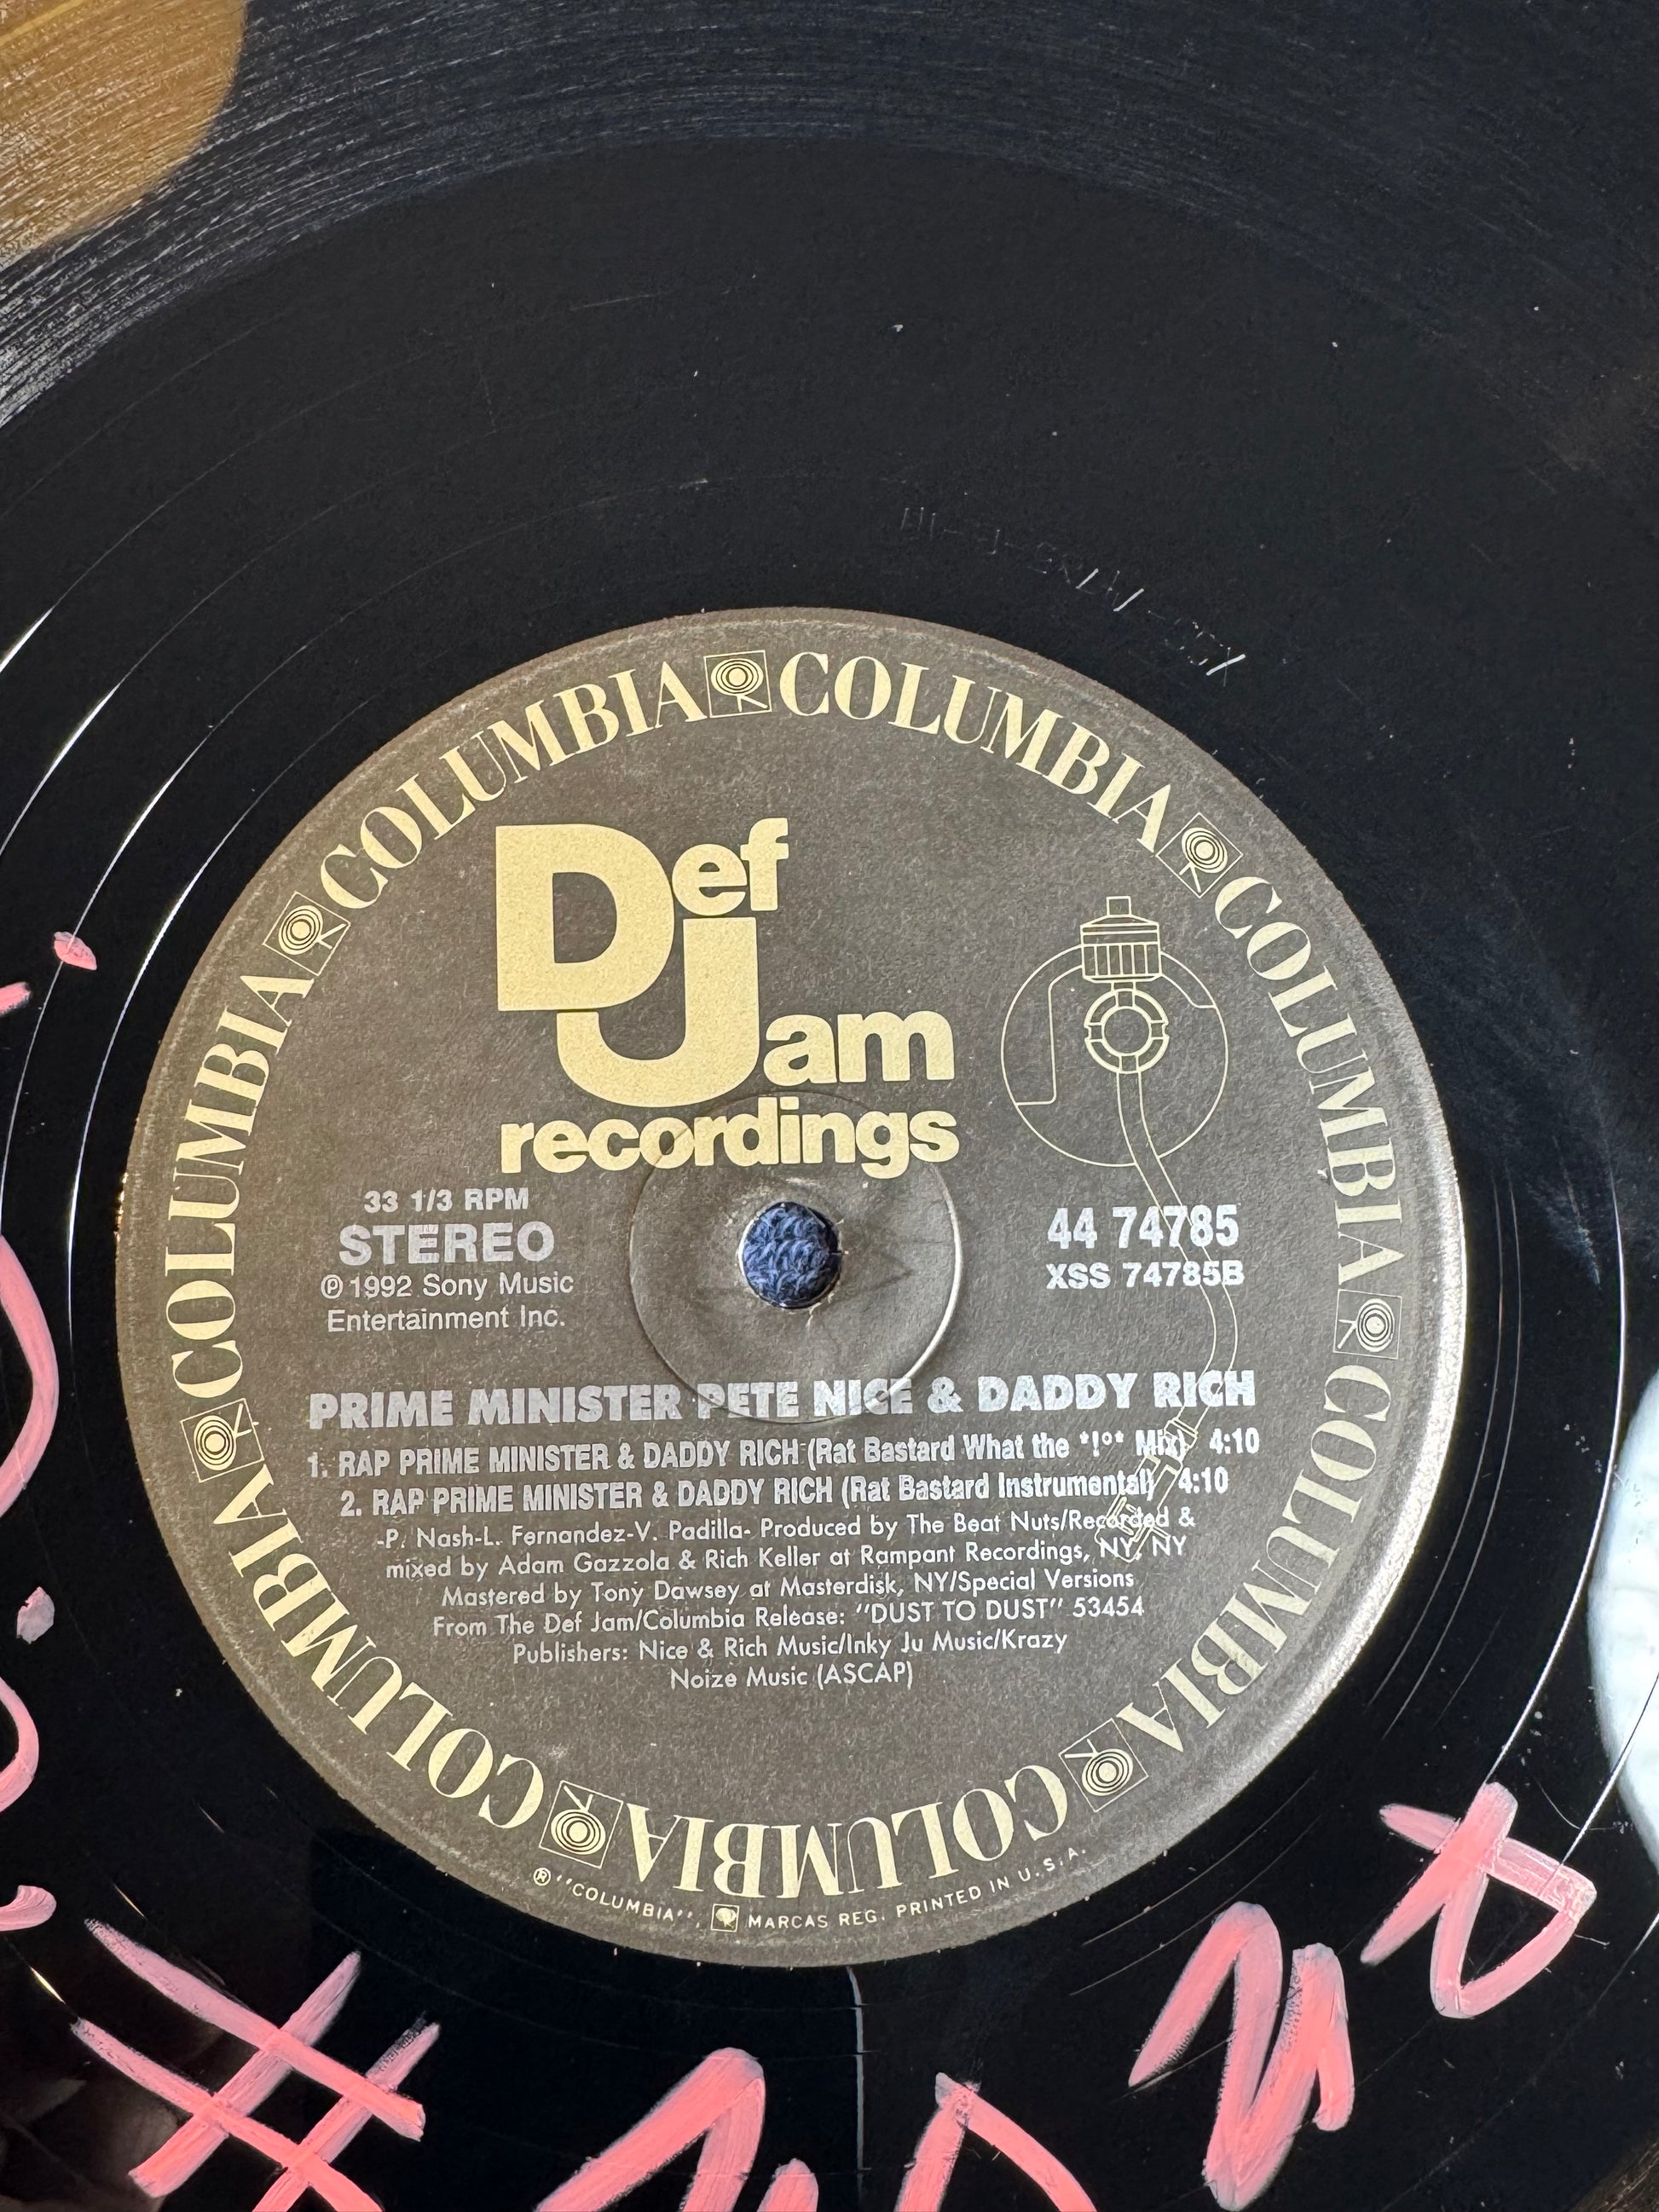 COLUMBIA COLUMBIA COLUMBIA COLUMBIA COLUMBIA COLUMBIA COLUMBIA COLUMBIA
Def
Jam
recordings
33 1/3 RPM
STEREO
℗ 1992 Sony Music
Entertainment Inc.
44 74785
XSS 74785B
PRIME MINISTER PETE NICE & DADDY RICH
1. RAP PRIME MINISTER & DADDY RICH (Rat Bastard What the *!°* Mix) 4:10
2. RAP PRIME MINISTER & DADDY RICH (Rat Bastard Instrumental) 4:10
-P. Nash-L. Fernandez-V. Padilla- Produced by The Beat Nuts/Recorded &
mixed by Adam Gazzola & Rich Keller at Rampant Recordings, NY, NY
Mastered by Tony Dawsey at Masterdisk, NY/Special Versions
From The Def Jam/Columbia Release: "DUST TO DUST" 53454
Publishers: Nice & Rich Music/Inky Ju Music/Krazy
Noize Music (ASCAP)
® "COLUMBIA", MARCAS REG. PRINTED IN U.S.A.